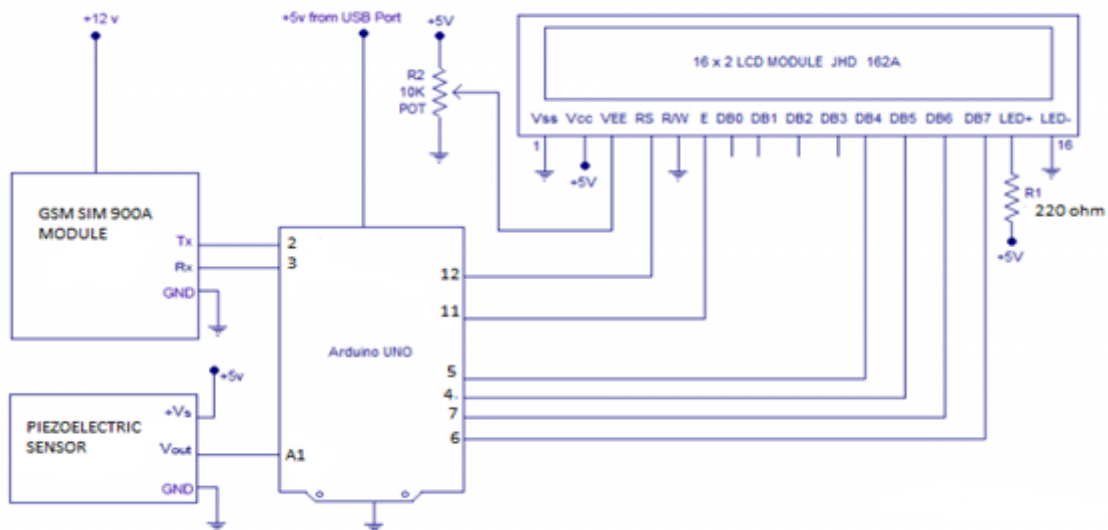 +12 v
+5v from USB Port
+5V
R2
10K
POT
16 x 2 LCD MODULE JHD 162A
Vss Vcc VEE RS R/W E DB0 DB1 DB2 DB3 DB4 DB5 DB6 DB7 LED+ LED-
1
16
+5V
R1
220 ohm
+5V
GSM SIM 900A
MODULE
Tx
Rx
GND
2
3
12
11
Arduino UNO
5
4.
7
6
A1
+5v
PIEZOELECTRIC
SENSOR
+Vs
Vout
GND